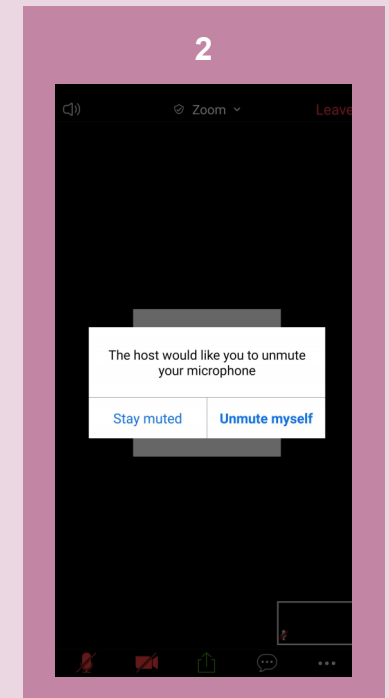 2
Zoom
Leave
The host would like you to unmute
your microphone
Stay muted
Unmute myself